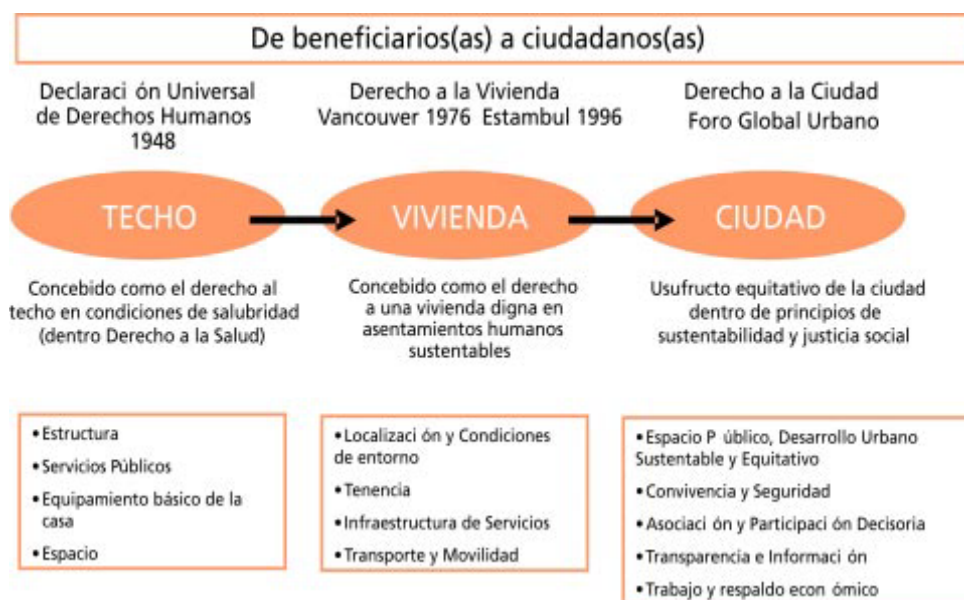 De beneficiarios(as) a ciudadanos(as)
Declaraci ón Universal
de Derechos Humanos
1948
TECHO
Concebido como el derecho al
techo en condiciones de salubridad
(dentro Derecho a la Salud)
•Estructura
•Servicios Públicos
•Equipamiento básico de la
casa
•Espacio
Derecho a la Vivienda
Vancouver 1976 Estambul 1996
VIVIENDA
Concebido como el derecho
a una vivienda digna en
asentamientos humanos
sustentables
•Localizaci ón y Condiciones
de entorno
•Tenencia
•Infraestructura de Servicios
•Transporte y Movilidad
Derecho a la Ciudad
Foro Global Urbano
CIUDAD
Usufructo equitativo de la ciudad
dentro de principios de
sustentabilidad y justicia social
•Espacio P úblico, Desarrollo Urbano
Sustentable y Equitativo
•Convivencia y Seguridad
•Asociaci ón y Participaci ón Decisoria
•Transparencia e Informaci ón
•Trabajo y respaldo econ ómico